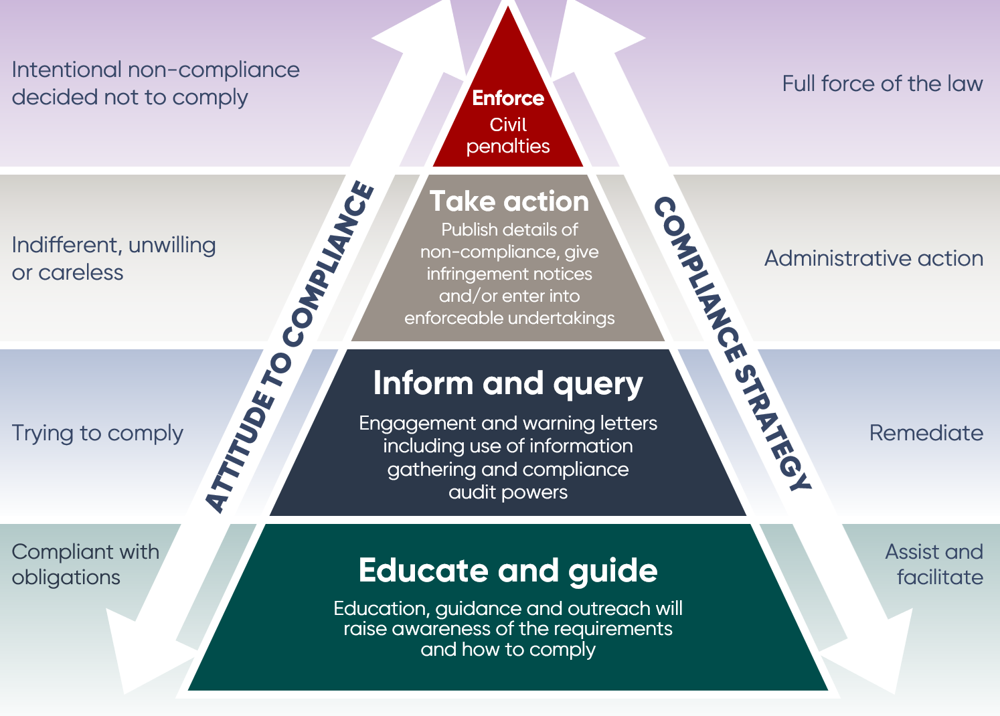 Intentional non-compliance
decided not to comply
Enforce
Civil
penalties
Full force of the law
Indifferent, unwilling
or careless
Take action
Publish details of
non-compliance, give
infringement notices
and/or enter into
enforceable undertakings
Administrative action
ATTITUDE TO COMPLIANCE
COMPLIANCE STRATEGY
Trying to comply
Inform and query
Engagement and warning letters
including use of information
gathering and compliance
audit powers
Remediate
Compliant with
obligations
Educate and guide
Education, guidance and outreach will
raise awareness of the requirements
and how to comply
Assist and
facilitate